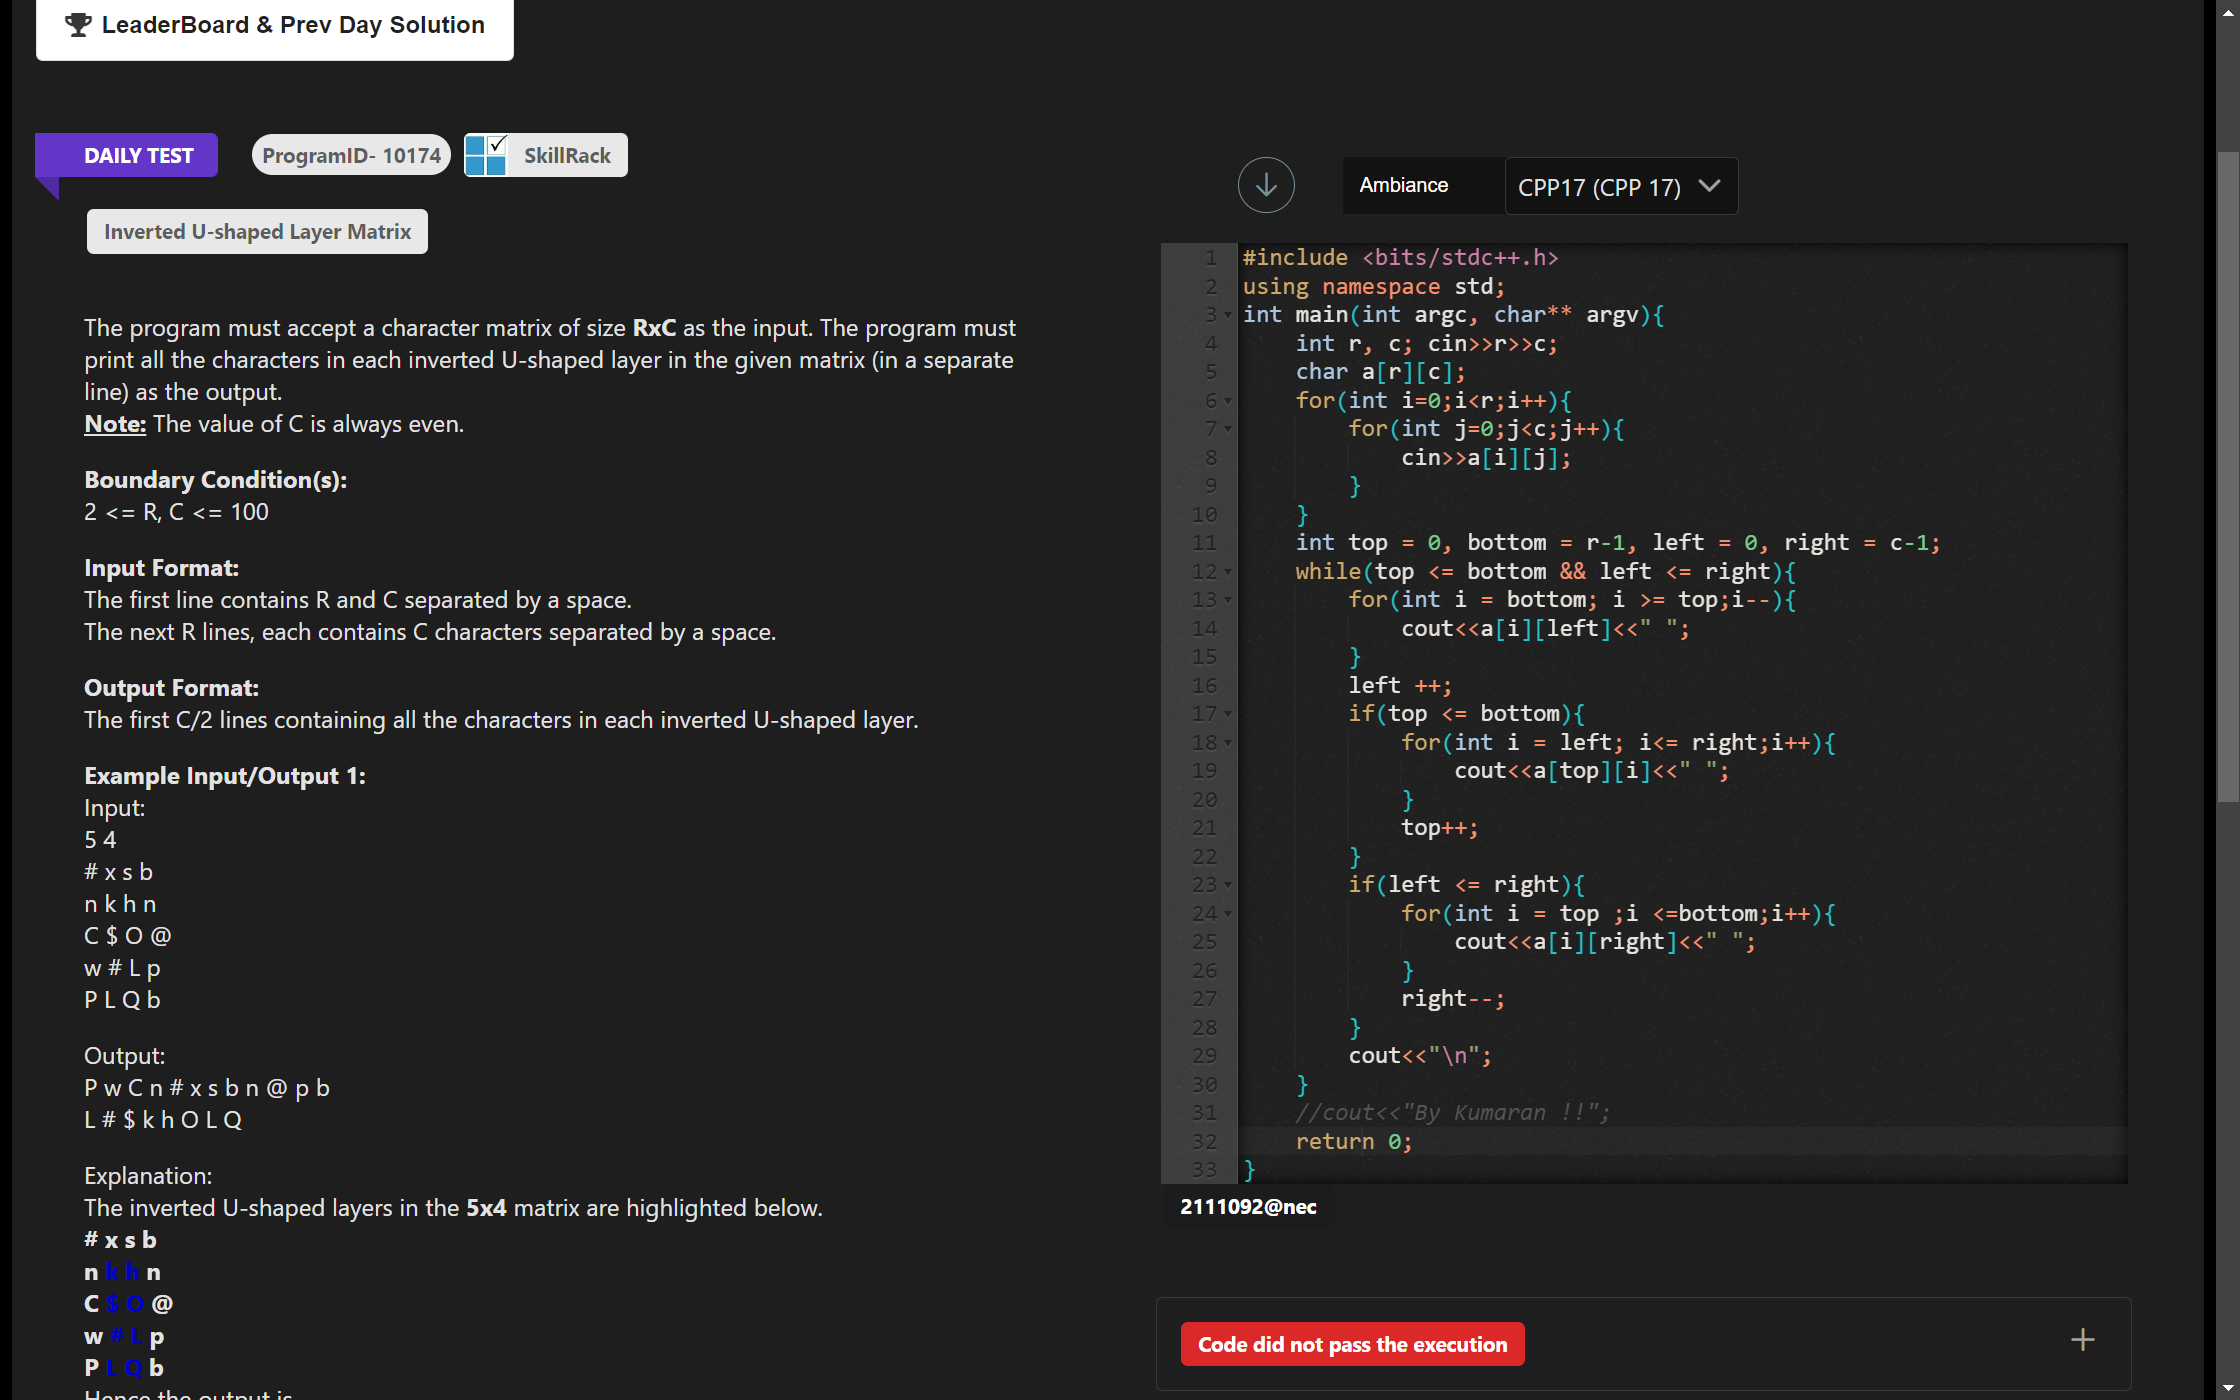 LeaderBoard & Prev Day Solution
DAILY TEST
ProgramID- 10174
SkillRack
Inverted U-shaped Layer Matrix
The program must accept a character matrix of size RxC as the input. The program must
print all the characters in each inverted U-shaped layer in the given matrix (in a separate
line) as the output.
Note: The value of C is always even.
Boundary Condition(s):
2 <= R, C <= 100
Input Format:
The first line contains R and C separated by a space.
The next R lines, each contains C characters separated by a space.
Output Format:
The first C/2 lines containing all the characters in each inverted U-shaped layer.
Example Input/Output 1:
Input:
5 4
# x s b
n k h n
C $ O @
w # L p
P L Q b
Output:
P w C n # x s b n @ p b
L # $ k h O L Q
Explanation:
The inverted U-shaped layers in the 5x4 matrix are highlighted below.
# x s b
n k h n
C $ O @
w # L p
P L Q b
Hence the output is
Ambiance
CPP17 (CPP 17)
1 #include <bits/stdc++.h>
2 using namespace std;
3 int main(int argc, char** argv){
4 int r, c; cin>>r>>c;
5 char a[r][c];
6 for(int i=0;i<r;i++){
7 for(int j=0;j<c;j++){
8 cin>>a[i][j];
9 }
10 }
11 int top = 0, bottom = r-1, left = 0, right = c-1;
12 while(top <= bottom && left <= right){
13 for(int i = bottom; i >= top;i--){
14 cout<<a[i][left]<<" ";
15 }
16 left ++;
17 if(top <= bottom){
18 for(int i = left; i<= right;i++){
19 cout<<a[top][i]<<" ";
20 }
21 top++;
22 }
23 if(left <= right){
24 for(int i = top ;i <=bottom;i++){
25 cout<<a[i][right]<<" ";
26 }
27 right--;
28 }
29 cout<<"\n";
30 }
31 //cout<<"By Kumaran !!";
32 return 0;
33 }
2111092@nec
Code did not pass the execution